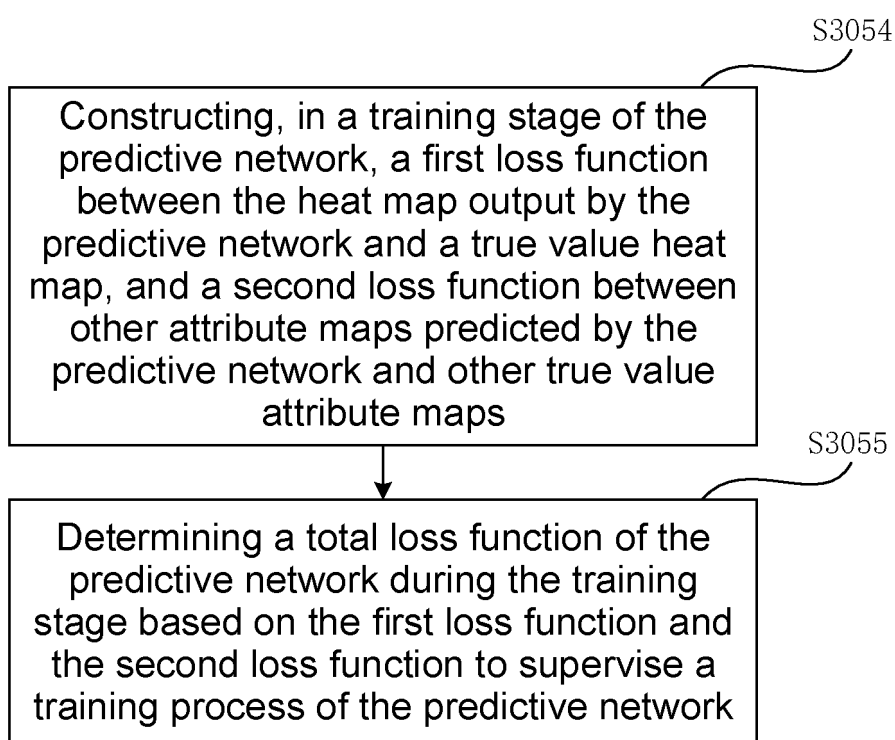 S3054
Constructing, in a training stage of the
predictive network, a first loss function
between the heat map output by the
predictive network and a true value heat
map, and a second loss function between
other attribute maps predicted by the
predictive network and other true value
attribute maps
S3055
Determining a total loss function of the
predictive network during the training
stage based on the first loss function and
the second loss function to supervise a
training process of the predictive network